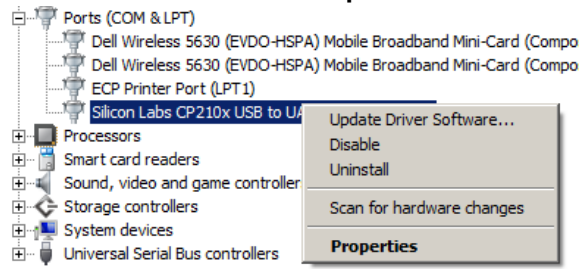 Ports (COM & LPT)
Dell Wireless 5630 (EVDO-HSPA) Mobile Broadband Mini-Card (Compo
Dell Wireless 5630 (EVDO-HSPA) Mobile Broadband Mini-Card (Compo
ECP Printer Port (LPT1)
Silicon Labs CP210x USB to UA
Processors
Smart card readers
Sound, video and game controller
Storage controllers
System devices
Universal Serial Bus controllers
Update Driver Software...
Disable
Uninstall
Scan for hardware changes
Properties